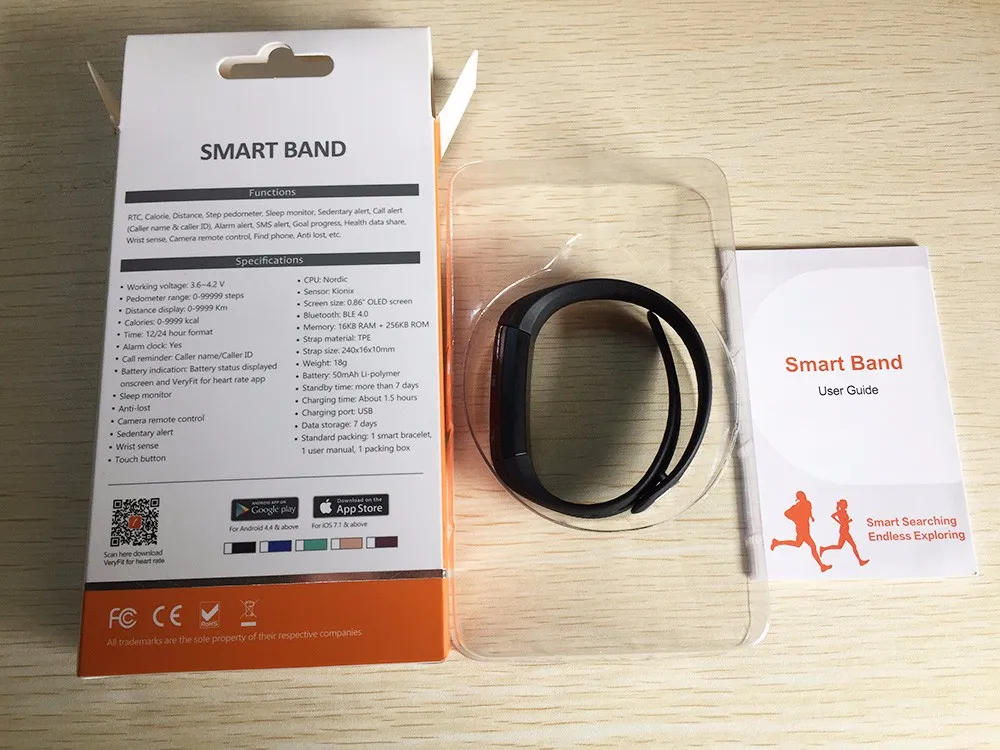 SMART BAND
Functions
RTC, Calorie, Distance, Step pedometer, Sleep monitor, Sedentary alert, Call alert
(Caller name & caller ID), Alarm alert, SMS alert, Goal progress, Health data share,
Wrist sense, Camera remote control, Find phone, Anti lost, etc.
Specifications
• Working voltage: 3.6~4.2 V
• Pedometer range: 0-99999 steps
• Distance display: 0-9999 Km
• Calories: 0-9999 kcal
• Time: 12/24 hour format
• Alarm clock: Yes
• Call reminder: Caller name/Caller ID
• Battery indication: Battery status displayed
onscreen and VeryFit for heart rate app
• Sleep monitor
• Anti-lost
• Camera remote control
• Sedentary alert
• Wrist sense
• Touch button
• CPU: Nordic
• Sensor: Kionix
• Screen size: 0.86" OLED screen
• Bluetooth: BLE 4.0
• Memory: 16KB RAM + 256KB ROM
• Strap material: TPE
• Strap size: 240x16x10mm
• Weight: 18g
• Battery: 50mAh Li-polymer
• Standby time: more than 7 days
• Charging time: About 1.5 hours
• Charging port: USB
• Data storage: 7 days
• Standard packing: 1 smart bracelet,
1 user manual, 1 packing box
Scan here download
VeryFit for heart rate
ANDROID APP ON
Google play
For Android 4.4 & above
Download on the
App Store
For iOS 7.1 & above
FC CE RoHS
All trademarks are the sole property of their respective companies
Smart Band
User Guide
Smart Searching
Endless Exploring